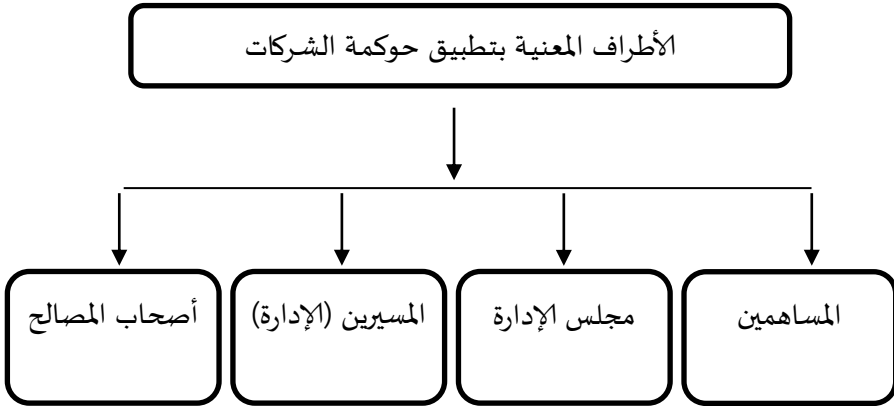 الأطراف المعنية بتطبيق حوكمة الشركات
المساهمين
مجلس الإدارة
المسيرين (الإدارة)
أصحاب المصالح